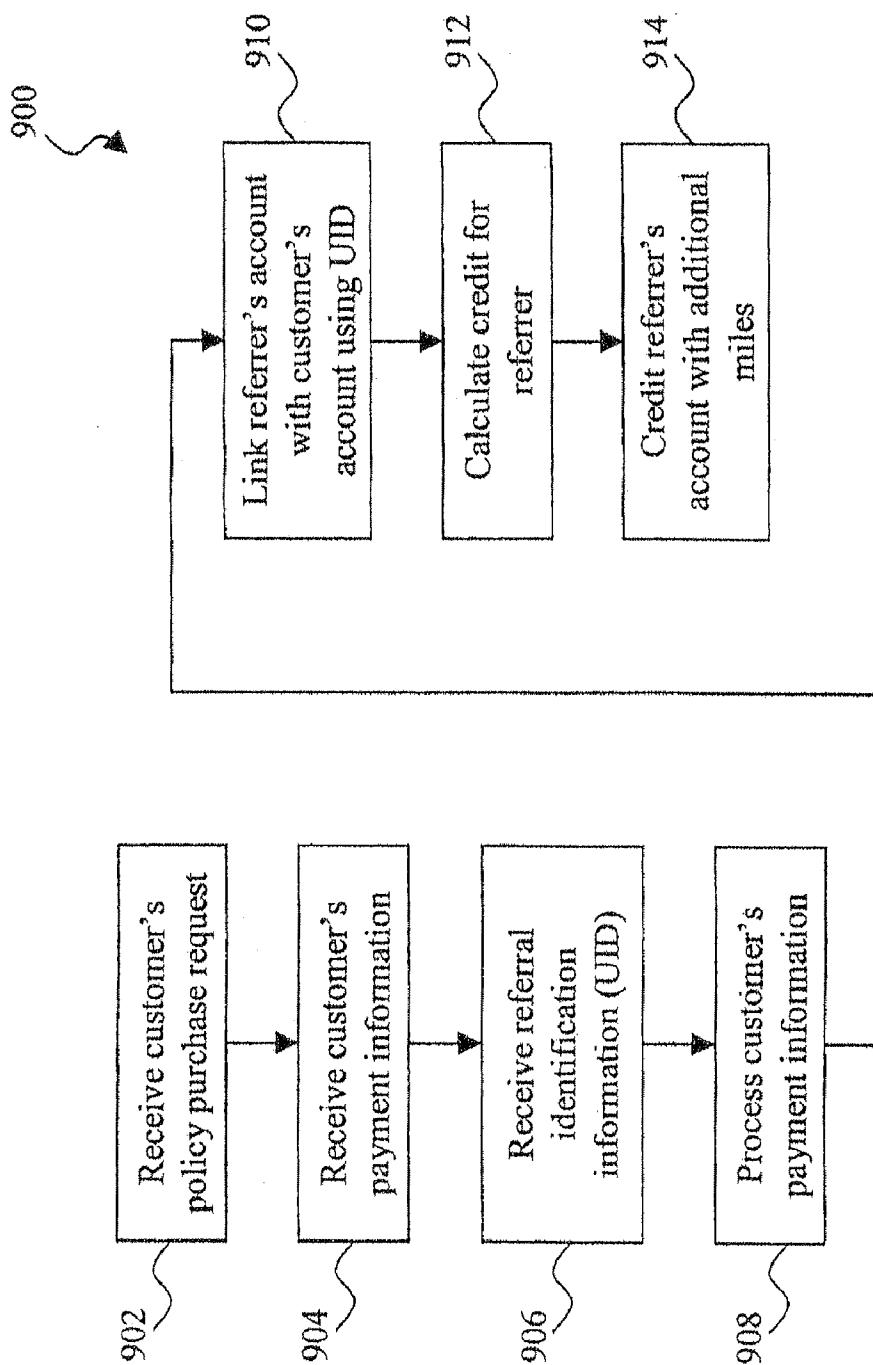 900
902
Receive customer's
policy purchase request
904
Receive customer's
payment information
906
Receive referral
identification
information (UID)
908
Process customer's
payment information
910
Link referrer's account
with customer's
account using UID
912
Calculate credit for
referrer
914
Credit referrer's
account with additional
miles